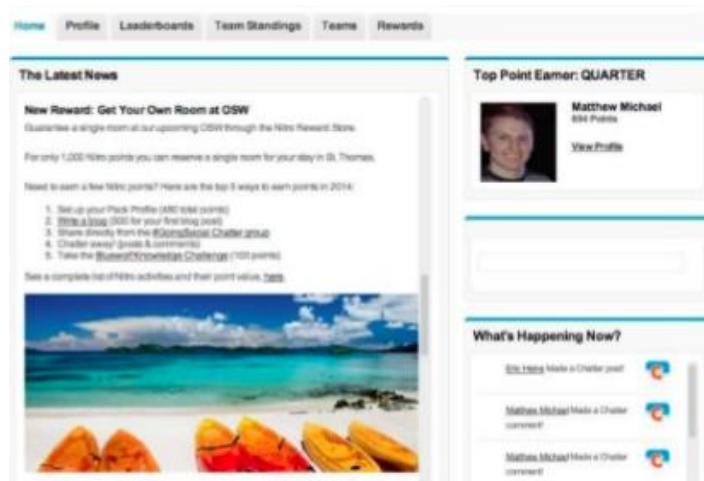 Home Profile Leaderboards Team Standings Teams Rewards
The Latest News
New Reward: Get Your Own Room at OSW
Guarantee a single room at our upcoming OSW through the Nitro Reward Store.
For only 1,000 Nitro points you can reserve a single room for your stay in St. Thomas.
Need to earn a few Nitro points? Here are the top 5 ways to earn points in 2014:
1. Set up your Pack Profile (450 total points)
2. Write a blog (500 for your first blog post)
3. Share directly from the #GoingSocial Chatter group
4. Chatter away! (posts & comments)
5. Take the Bluewolf Knowledge Challenge (100 points)
See a complete list of Nitro activities and their point value, here.
Top Point Earner: QUARTER
Matthew Michael
694 Points
View Profile
What's Happening Now?
Eric Heins Made a Chatter post!
Matthew Michael Made a Chatter
comment!
Matthew Michael Made a Chatter
comment!